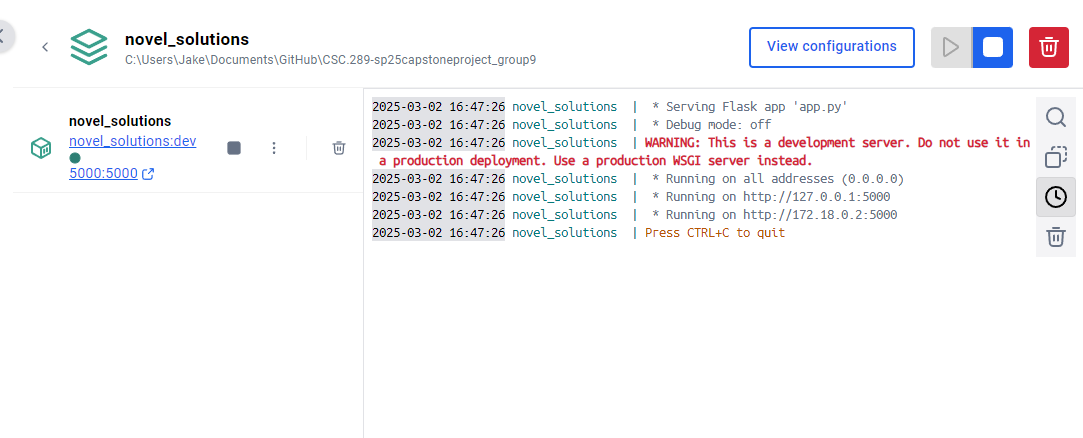 novel_solutions
C:\Users\Jake\Documents\GitHub\CSC.289-sp25capstoneproject_group9
View configurations
novel_solutions
novel_solutions:dev
5000:5000
2025-03-02 16:47:26 novel_solutions | * Serving Flask app 'app.py'
2025-03-02 16:47:26 novel_solutions | * Debug mode: off
2025-03-02 16:47:26 novel_solutions | WARNING: This is a development server. Do not use it in
a production deployment. Use a production WSGI server instead.
2025-03-02 16:47:26 novel_solutions | * Running on all addresses (0.0.0.0)
2025-03-02 16:47:26 novel_solutions | * Running on http://127.0.0.1:5000
2025-03-02 16:47:26 novel_solutions | * Running on http://172.18.0.2:5000
2025-03-02 16:47:26 novel_solutions | Press CTRL+C to quit